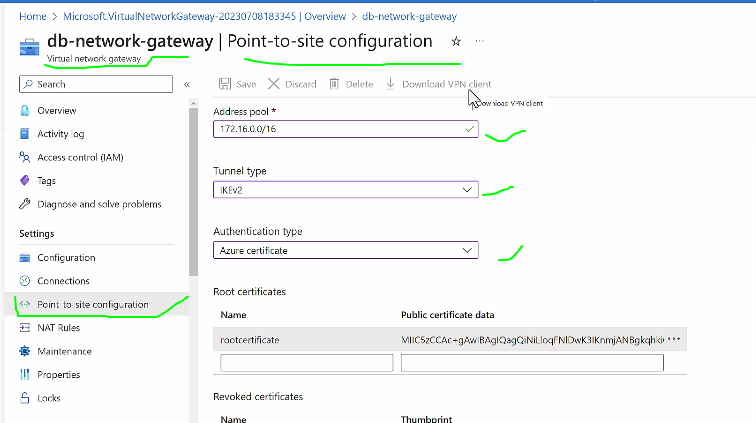 Home > Microsoft.VirtualNetworkGateway-20230708183345 | Overview > db-network-gateway
db-network-gateway | Point-to-site configuration
Virtual network gateway
Search
Save Discard Delete Download VPN client
Download VPN client
Overview
Activity log
Access control (IAM)
Tags
Diagnose and solve problems
Settings
Configuration
Connections
Point-to-site configuration
NAT Rules
Maintenance
Properties
Locks
Address pool *
172.16.0.0/16
Tunnel type
IKEv2
Authentication type
Azure certificate
Root certificates
Name Public certificate data
rootcertificate
Revoked certificates
Name Thumbprint